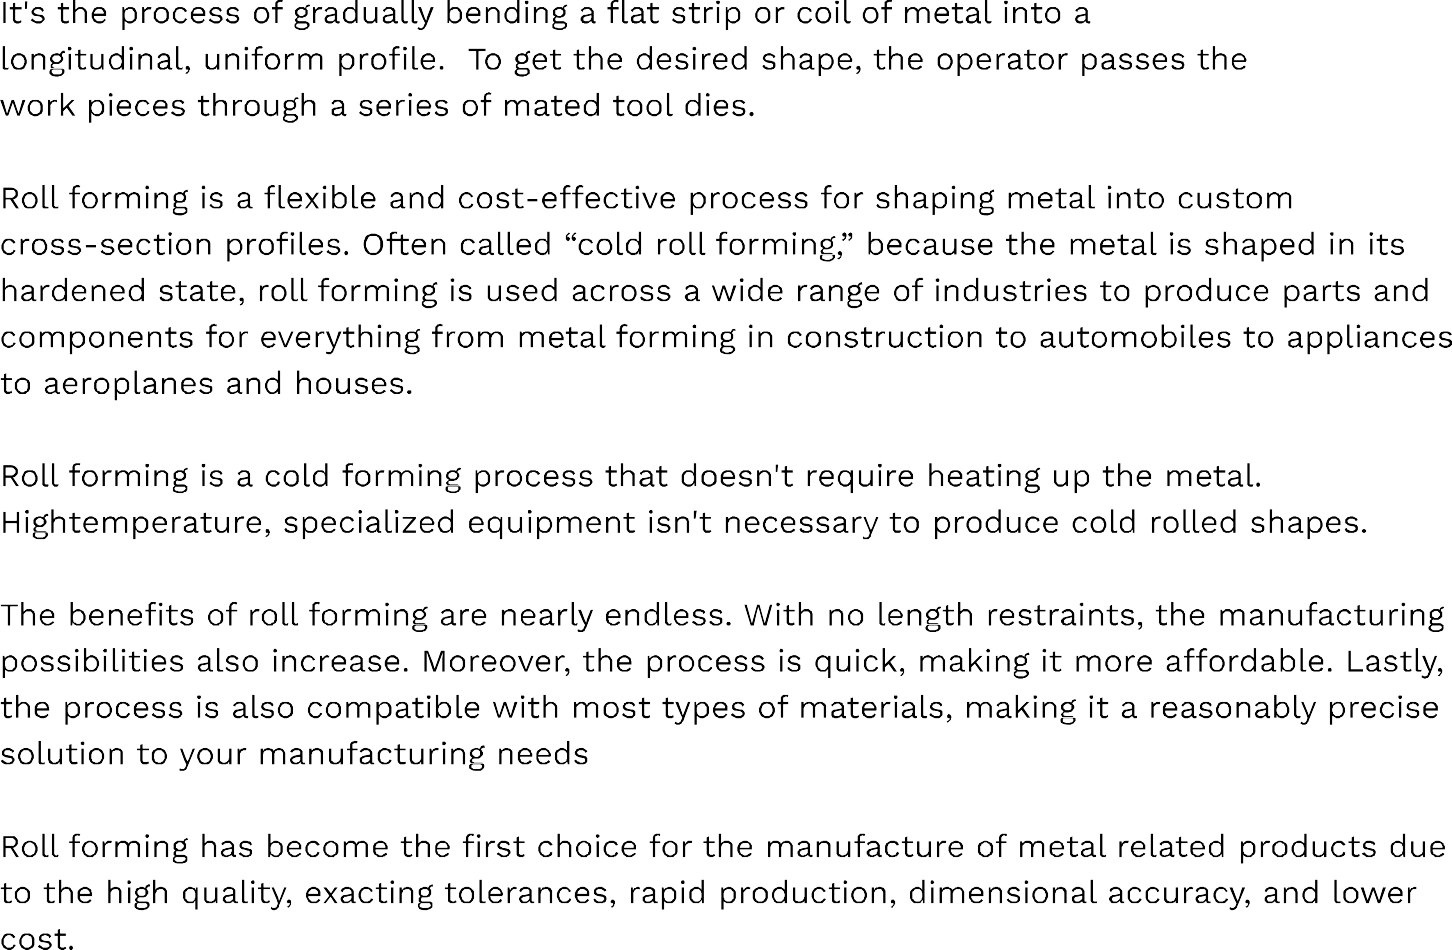 It's the process of gradually bending a flat strip or coil of metal into a
longitudinal, uniform profile.  To get the desired shape, the operator passes the
work pieces through a series of mated tool dies.
Roll forming is a flexible and cost-effective process for shaping metal into custom
cross-section profiles. Often called “cold roll forming,” because the metal is shaped in its
hardened state, roll forming is used across a wide range of industries to produce parts and
components for everything from metal forming in construction to automobiles to appliances
to aeroplanes and houses.
Roll forming is a cold forming process that doesn't require heating up the metal.
Hightemperature, specialized equipment isn't necessary to produce cold rolled shapes.
The benefits of roll forming are nearly endless. With no length restraints, the manufacturing
possibilities also increase. Moreover, the process is quick, making it more affordable. Lastly,
the process is also compatible with most types of materials, making it a reasonably precise
solution to your manufacturing needs
Roll forming has become the first choice for the manufacture of metal related products due
to the high quality, exacting tolerances, rapid production, dimensional accuracy, and lower
cost.